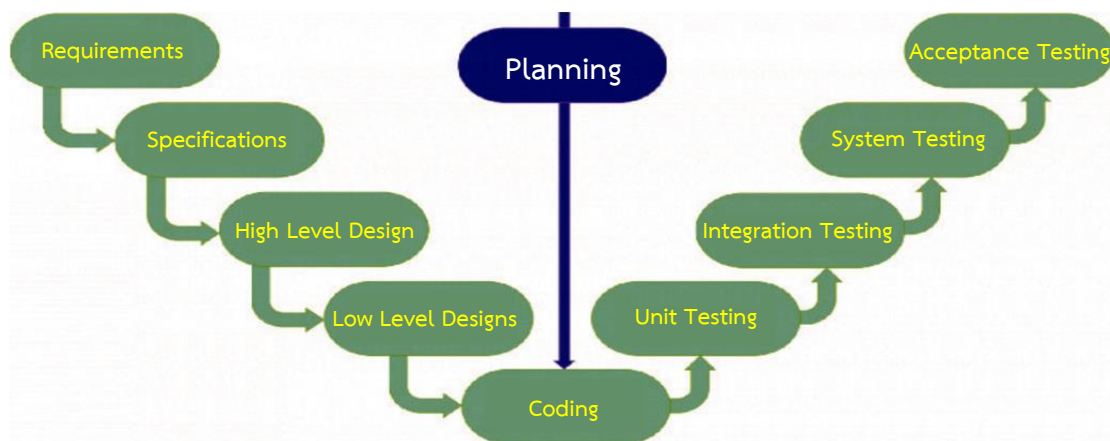 Requirements
Planning
Acceptance Testing
Specifications
System Testing
High Level Design
Integration Testing
Low Level Designs
Unit Testing
Coding